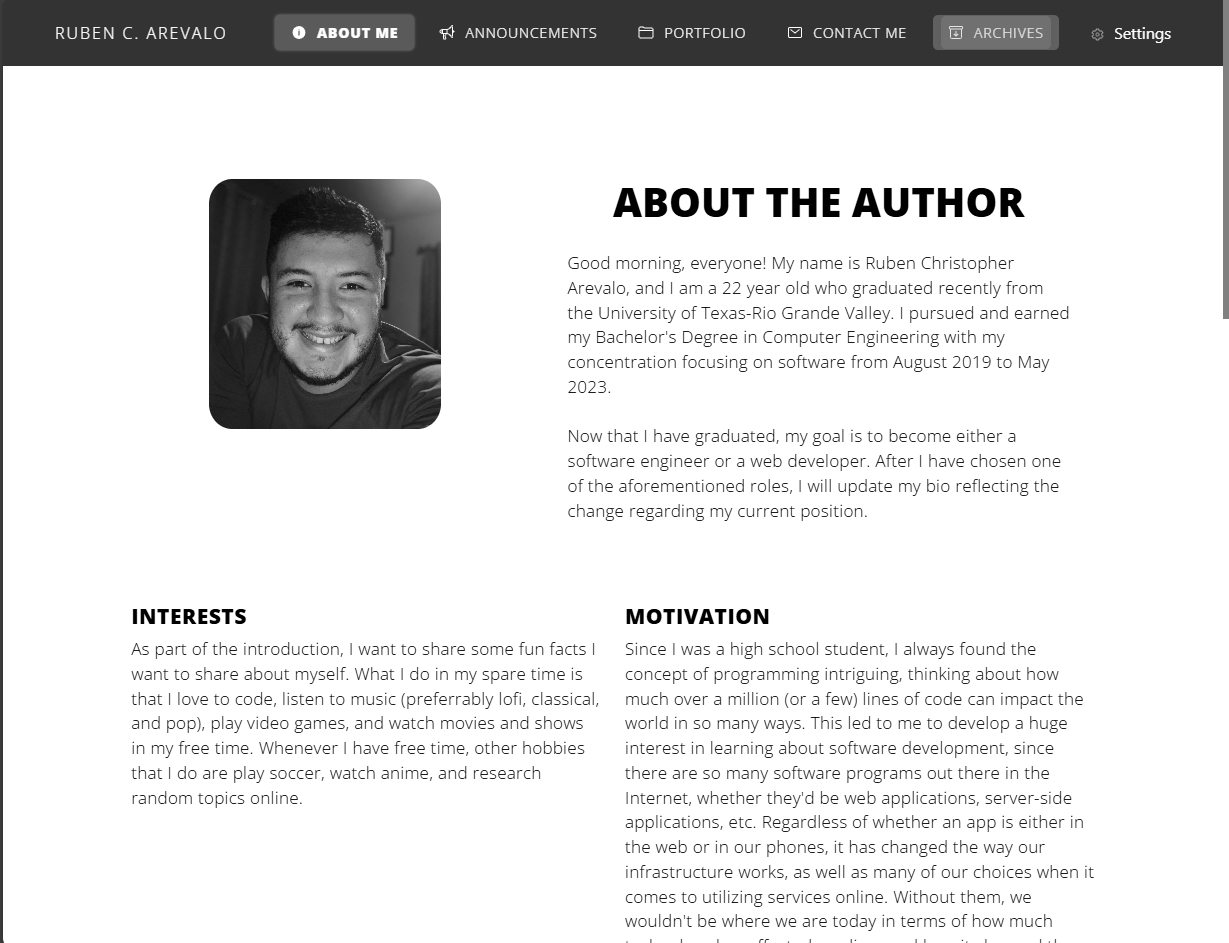 RUBEN C. AREVALO
ABOUT ME
ANNOUNCEMENTS
PORTFOLIO
CONTACT ME
ARCHIVES
Settings
ABOUT THE AUTHOR
Good morning, everyone! My name is Ruben Christopher
Arevalo, and I am a 22 year old who graduated recently from
the University of Texas-Rio Grande Valley. I pursued and earned
my Bachelor's Degree in Computer Engineering with my
concentration focusing on software from August 2019 to May
2023.
Now that I have graduated, my goal is to become either a
software engineer or a web developer. After I have chosen one
of the aforementioned roles, I will update my bio reflecting the
change regarding my current position.
INTERESTS
As part of the introduction, I want to share some fun facts I
want to share about myself. What I do in my spare time is
that I love to code, listen to music (preferrably lofi, classical,
and pop), play video games, and watch movies and shows
in my free time. Whenever I have free time, other hobbies
that I do are play soccer, watch anime, and research
random topics online.
MOTIVATION
Since I was a high school student, I always found the
concept of programming intriguing, thinking about how
much over a million (or a few) lines of code can impact the
world in so many ways. This led to me to develop a huge
interest in learning about software development, since
there are so many software programs out there in the
Internet, whether they'd be web applications, server-side
applications, etc. Regardless of whether an app is either in
the web or in our phones, it has changed the way our
infrastructure works, as well as many of our choices when it
comes to utilizing services online. Without them, we
wouldn't be where we are today in terms of how much